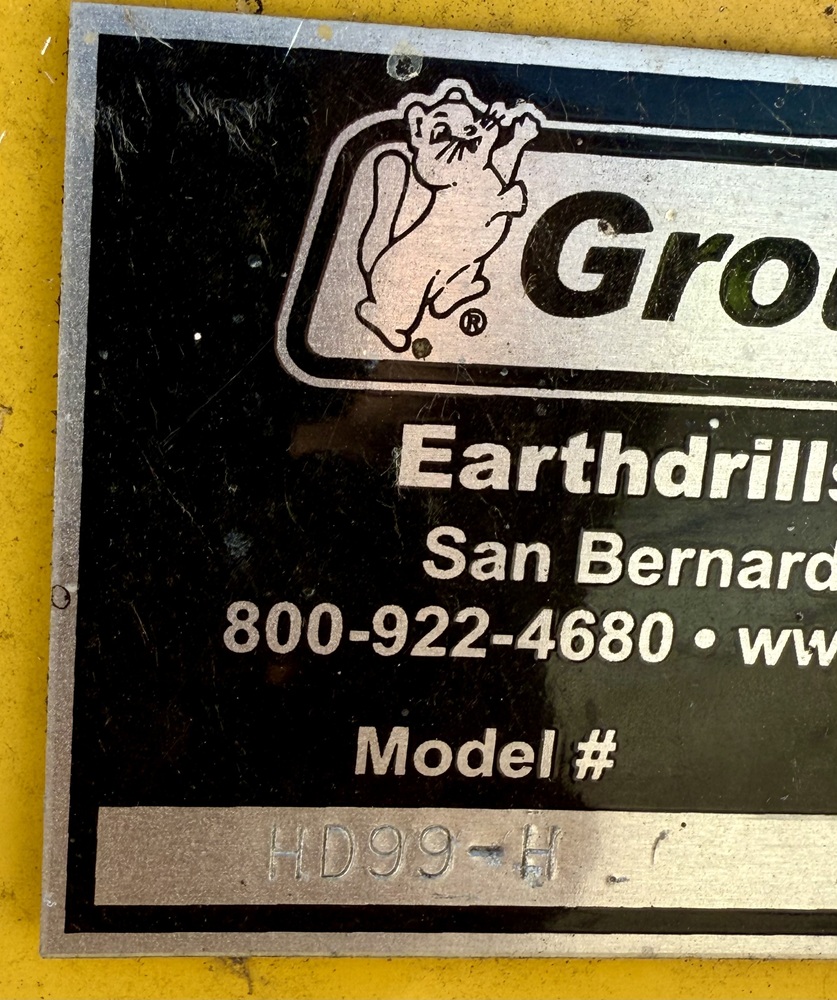 ®
Gro
Earthdrills
San Bernard
800-922-4680 • ww
Model #
HD99-H